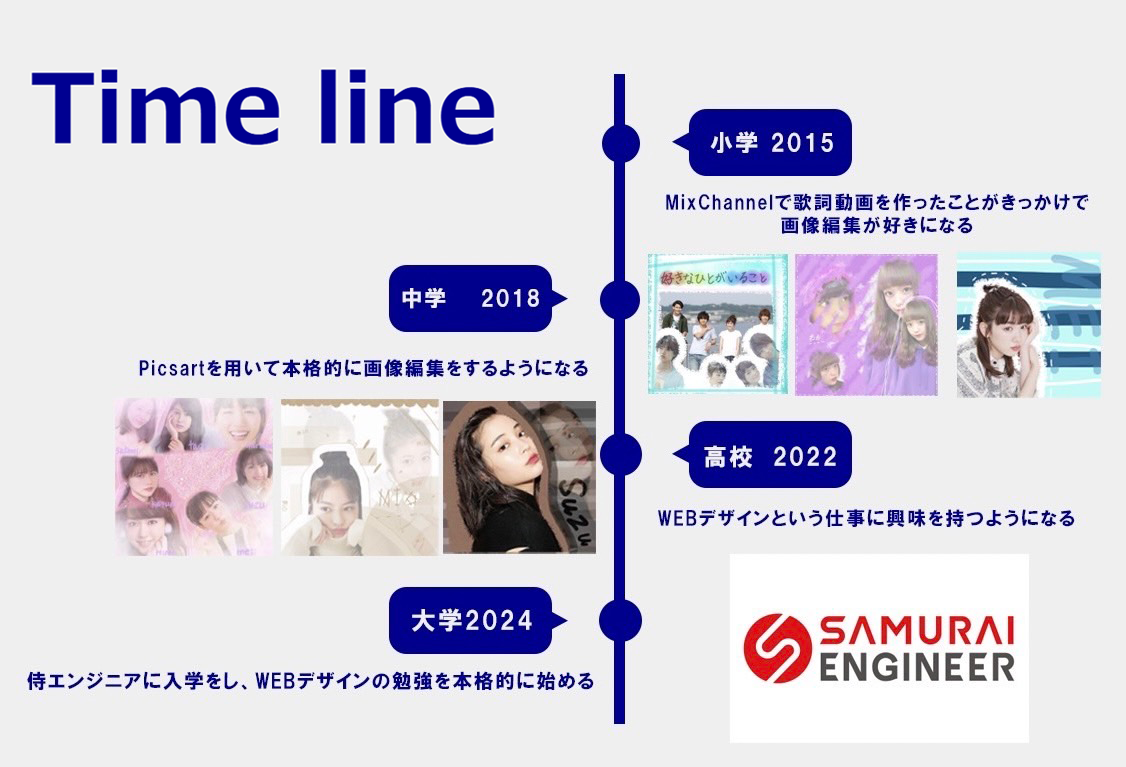 Time line
小学 2015
MixChannelで歌詞動画を作ったことがきっかけで
画像編集が好きになる
好きなひとがいること
中学 2018
Picsartを用いて本格的に画像編集をするようになる
MIO
Suzu
高校 2022
WEBデザインという仕事に興味を持つようになる
SAMURAI
ENGINEER
大学2024
侍エンジニアに入学をし、WEBデザインの勉強を本格的に始める